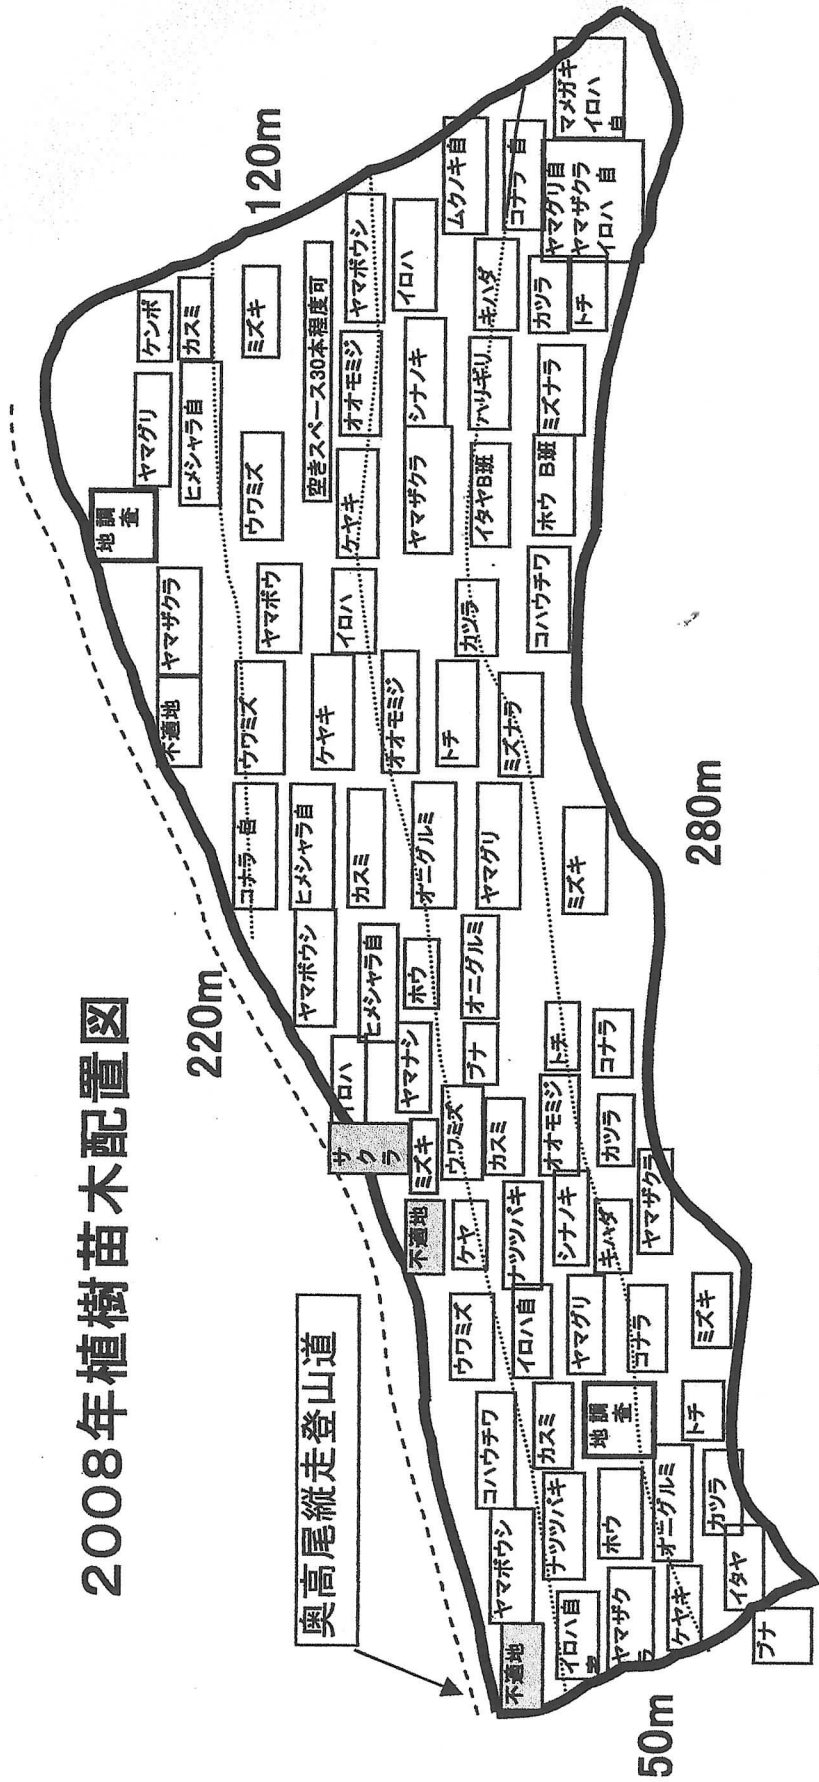 2008年植樹苗木配置図
奥高尾縦走登山道
220m
120m
280m
50m
不適地
ヤマボウシ
コハウチワ
ウワミズ
不適地
ケヤ
サクラ
ミズキ
イロハ
ヤマナシ
ヒメシャラ自
ヤマボウシ
ホウ
コナラ 自
ヒメシャラ自
カスミ
オニグルミ
ヤマグリ
ミズキ
不適地
ヤマザクラ
ウワミズ
ケヤキ
オオモミジ
トチ
ミズナラ
地調査
ヤマボウ
イロハ
カツラ
コハウチワ
ヤマグリ
ヒメシャラ自
ウワミズ
空きスペース30本程度可
ケヤキ
ヤマザクラ
イタヤB班
ホウ B班
ケンポ
カスミ
ミズキ
オオモミジ
シナノキ
ハリギリ
ミズナラ
ヤマボウシ
イロハ
キハダ
カツラ
トチ
ムクノキ自
コナラ 自
ヤマグリ自
ヤマザクラ
イロハ 自
マメガキ
イロハ
自
イロハ自
ナツツバキ
カスミ
イロハ自
ナツツバキ
ウワミズ
カスミ
ブナ
オニグルミ
ヤマザクラ
ホウ
地調査
ヤマグリ
シナノキ
オオモミジ
トチ
ケヤキ
オニグルミ
コナラ
キハダ
カツラ
コナラ
イタヤ
カツラ
トチ
ミズキ
ヤマザクラ
ブナ